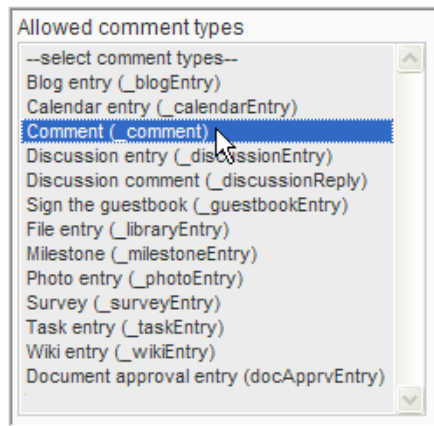 Allowed comment types
--select comment types--
Blog entry (_blogEntry)
Calendar entry (_calendarEntry)
Comment (_comment)
Discussion entry (_discussionEntry)
Discussion comment (_discussionReply)
Sign the guestbook (_guestbookEntry)
File entry (_libraryEntry)
Milestone (_milestoneEntry)
Photo entry (_photoEntry)
Survey (_surveyEntry)
Task entry (_taskEntry)
Wiki entry (_wikiEntry)
Document approval entry (docApprvEntry)